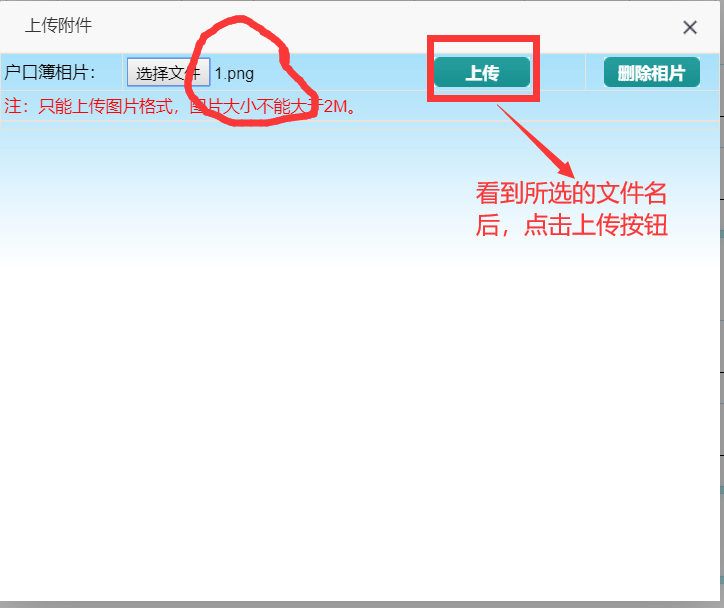 上传附件
户口簿相片： 选择文件 1.png 上传 删除相片
注：只能上传图片格式，图片大小不能大于2M。
看到所选的文件名
后，点击上传按钮